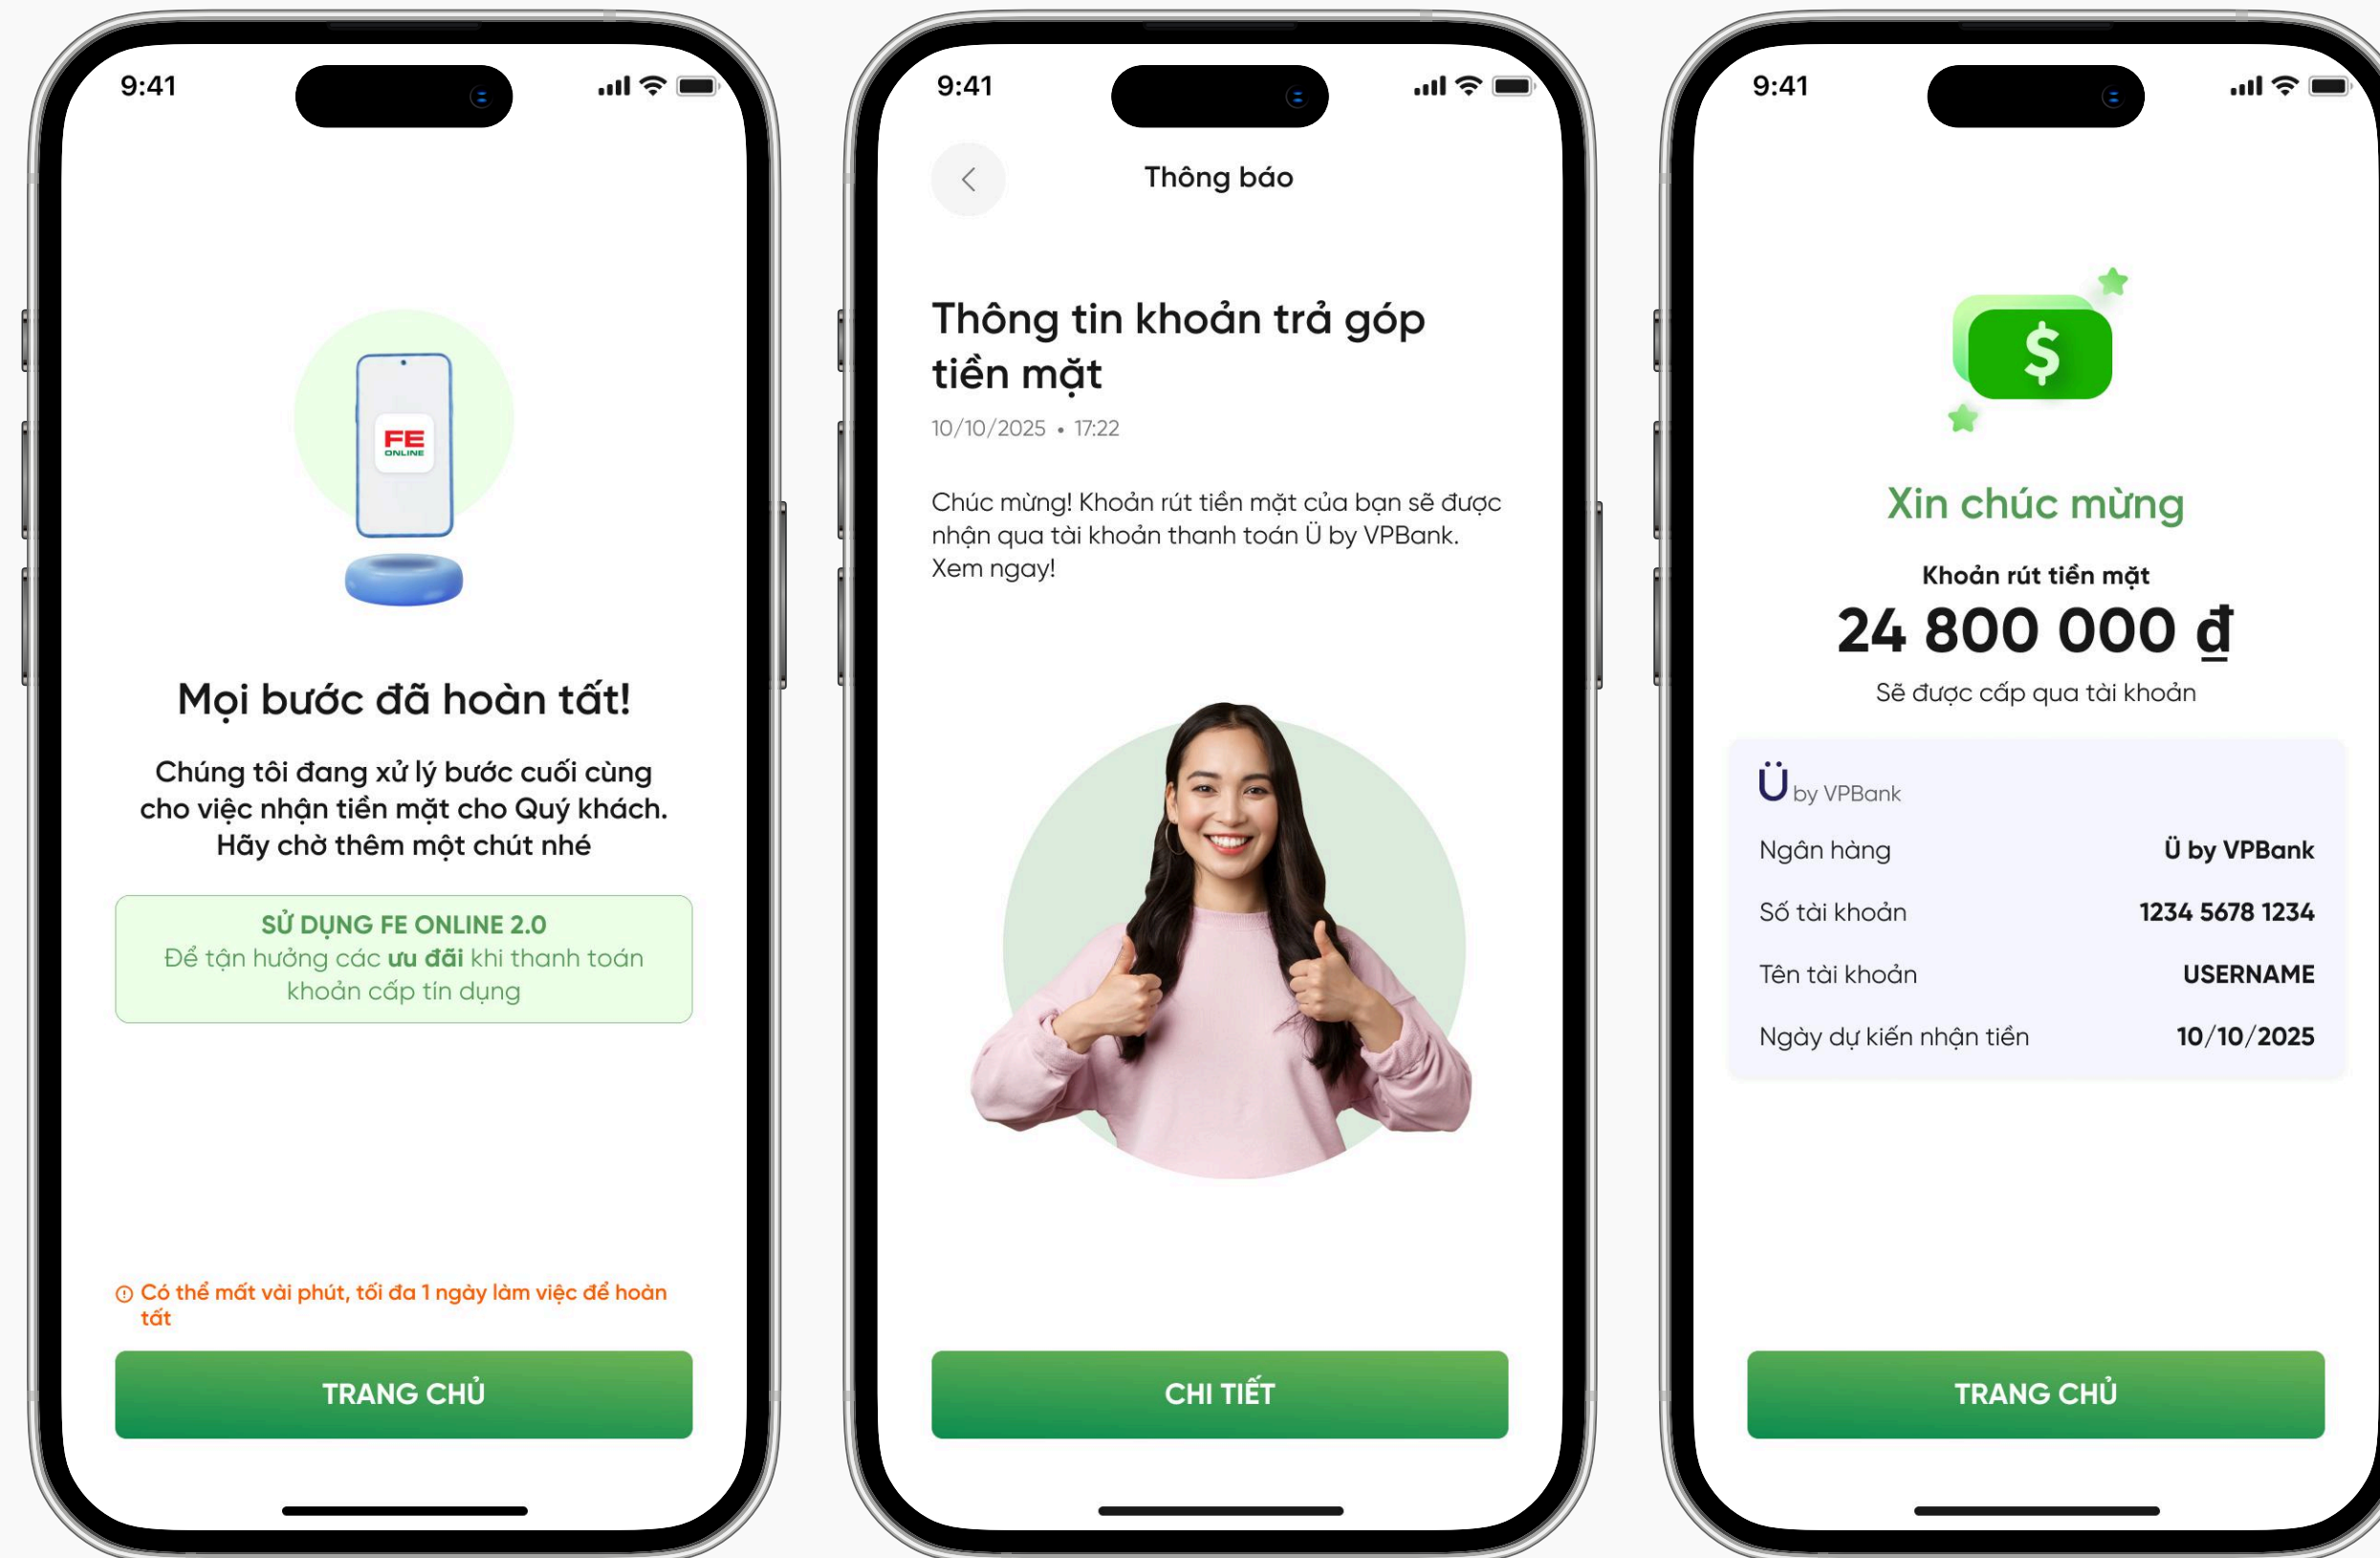 9:41
FE
ONLINE
Mọi bước đã hoàn tất!
Chúng tôi đang xử lý bước cuối cùng
cho việc nhận tiền mặt cho Quý khách.
Hãy chờ thêm một chút nhé
SỬ DỤNG FE ONLINE 2.0
Để tận hưởng các ưu đãi khi thanh toán
khoản cấp tín dụng
Có thể mất vài phút, tối đa 1 ngày làm việc để hoàn
tất
TRANG CHỦ
9:41
Thông báo
Thông tin khoản trả góp
tiền mặt
10/10/2025 • 17:22
Chúc mừng! Khoản rút tiền mặt của bạn sẽ được
nhận qua tài khoản thanh toán Ü by VPBank.
Xem ngay!
CHI TIẾT
9:41
$
Xin chúc mừng
Khoản rút tiền mặt
24 800 000 ₫
Sẽ được cấp qua tài khoản
Ü by VPBank
Ngân hàng Ü by VPBank
Số tài khoản 1234 5678 1234
Tên tài khoản USERNAME
Ngày dự kiến nhận tiền 10/10/2025
TRANG CHỦ